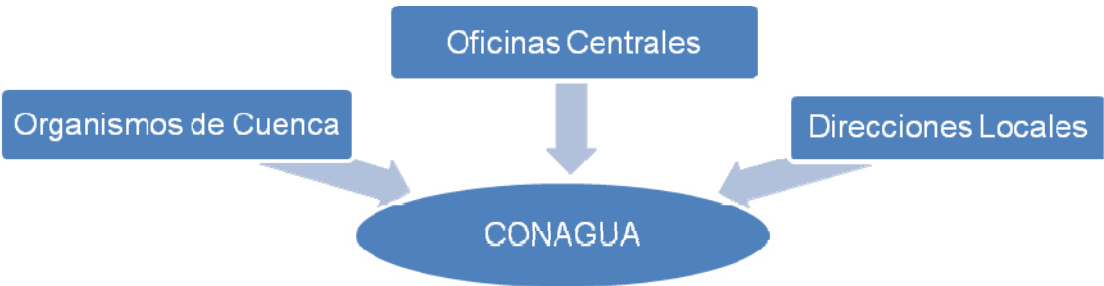 Oficinas Centrales
Organismos de Cuenca
Direcciones Locales
CONAGUA